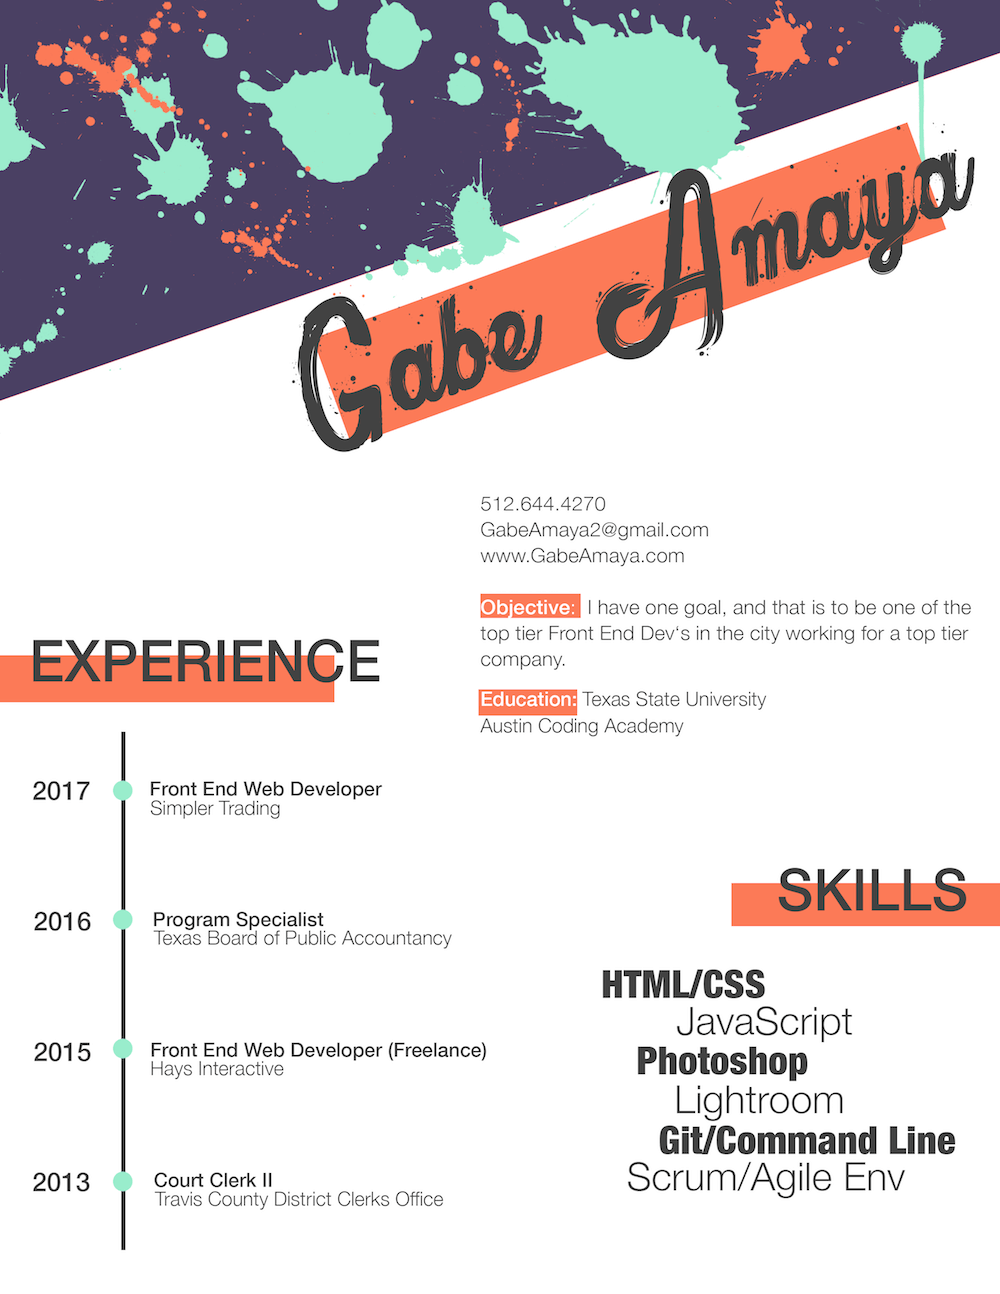 Gabe Amaya
512.644.4270
GabeAmaya2@gmail.com
www.GabeAmaya.com
Objective: I have one goal, and that is to be one of the
top tier Front End Dev‘s in the city working for a top tier
company.
Education: Texas State University
Austin Coding Academy
EXPERIENCE
2017 Front End Web Developer
Simpler Trading
2016 Program Specialist
Texas Board of Public Accountancy
2015 Front End Web Developer (Freelance)
Hays Interactive
2013 Court Clerk II
Travis County District Clerks Office
SKILLS
HTML/CSS
JavaScript
Photoshop
Lightroom
Git/Command Line
Scrum/Agile Env